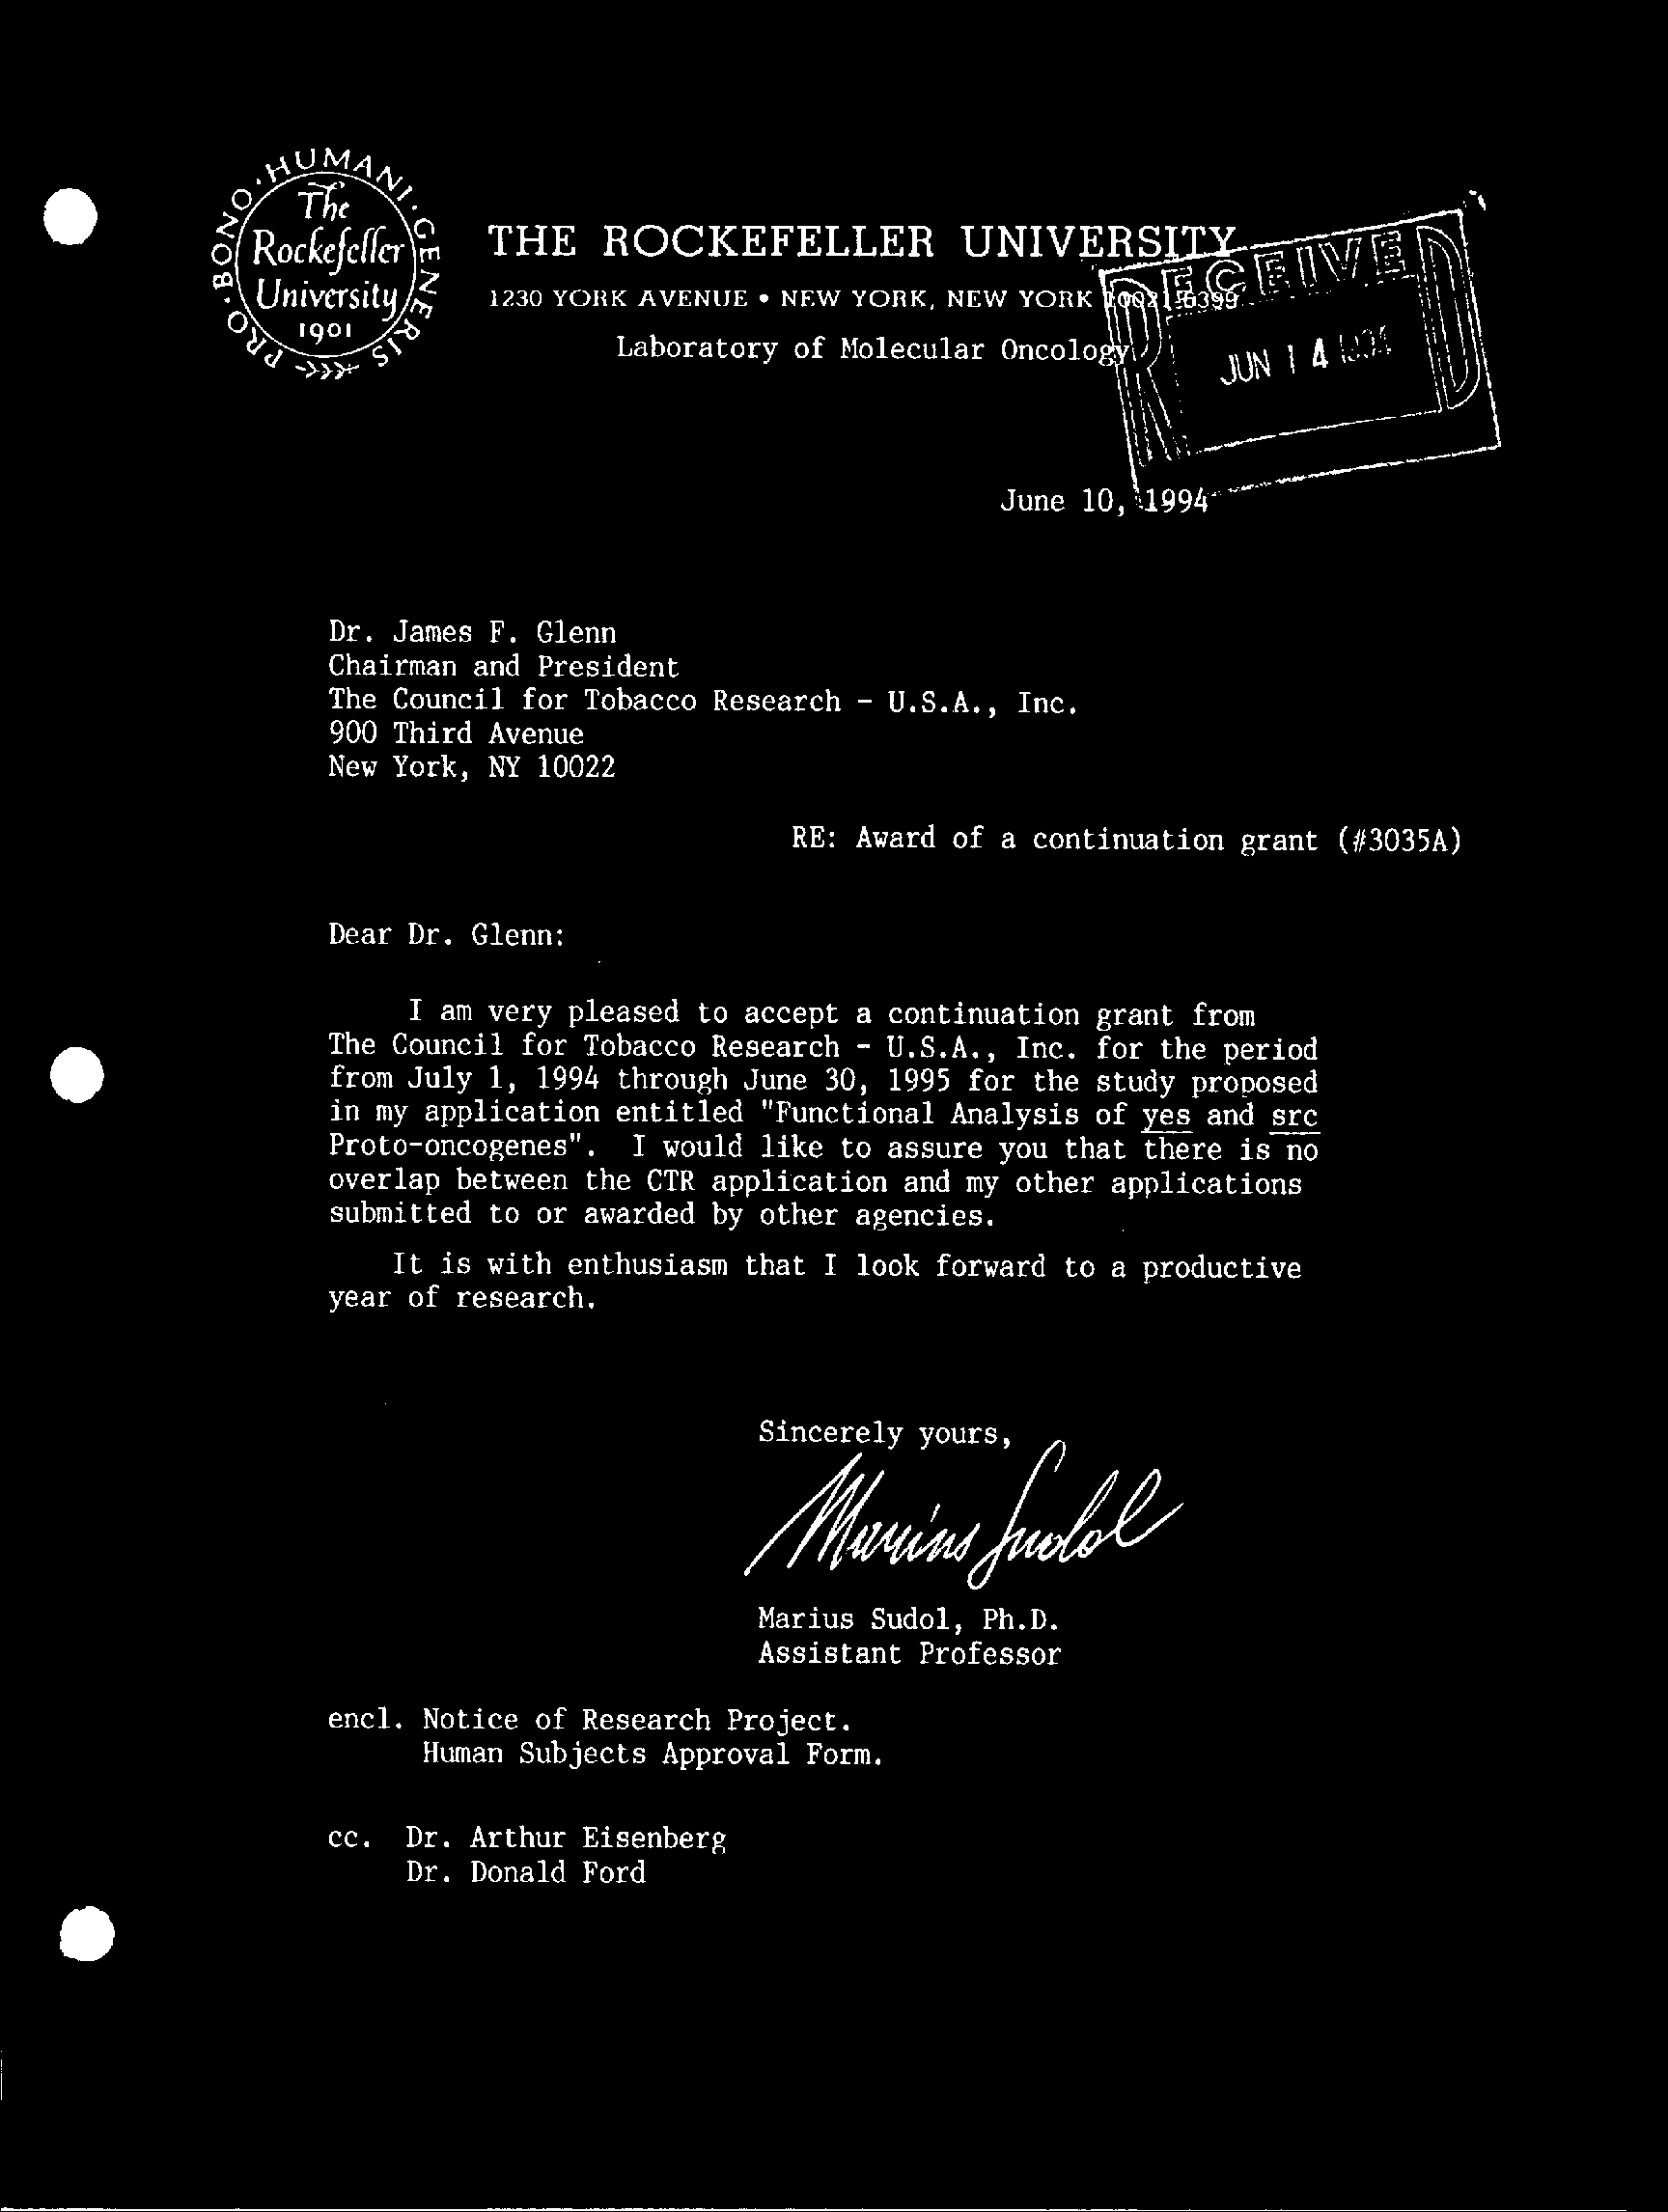 PRO·BONO·HUMANI·GENERIS
The
Rockefeller
University
1901
THE ROCKEFELLER UNIVERSITY
1230 YORK AVENUE • NEW YORK, NEW YORK 10021-6399
Laboratory of Molecular Oncology
RECEIVED
JUN 14 1994
June 10, 1994
Dr. James F. Glenn
Chairman and President
The Council for Tobacco Research - U.S.A., Inc.
900 Third Avenue
New York, NY 10022
RE: Award of a continuation grant (#3035A)
Dear Dr. Glenn:
I am very pleased to accept a continuation grant from
The Council for Tobacco Research - U.S.A., Inc. for the period
from July 1, 1994 through June 30, 1995 for the study proposed
in my application entitled "Functional Analysis of yes and src
Proto-oncogenes". I would like to assure you that there is no
overlap between the CTR application and my other applications
submitted to or awarded by other agencies.
It is with enthusiasm that I look forward to a productive
year of research.
Sincerely yours,
Marius Sudol
Marius Sudol, Ph.D.
Assistant Professor
encl. Notice of Research Project.
Human Subjects Approval Form.
cc. Dr. Arthur Eisenberg
Dr. Donald Ford